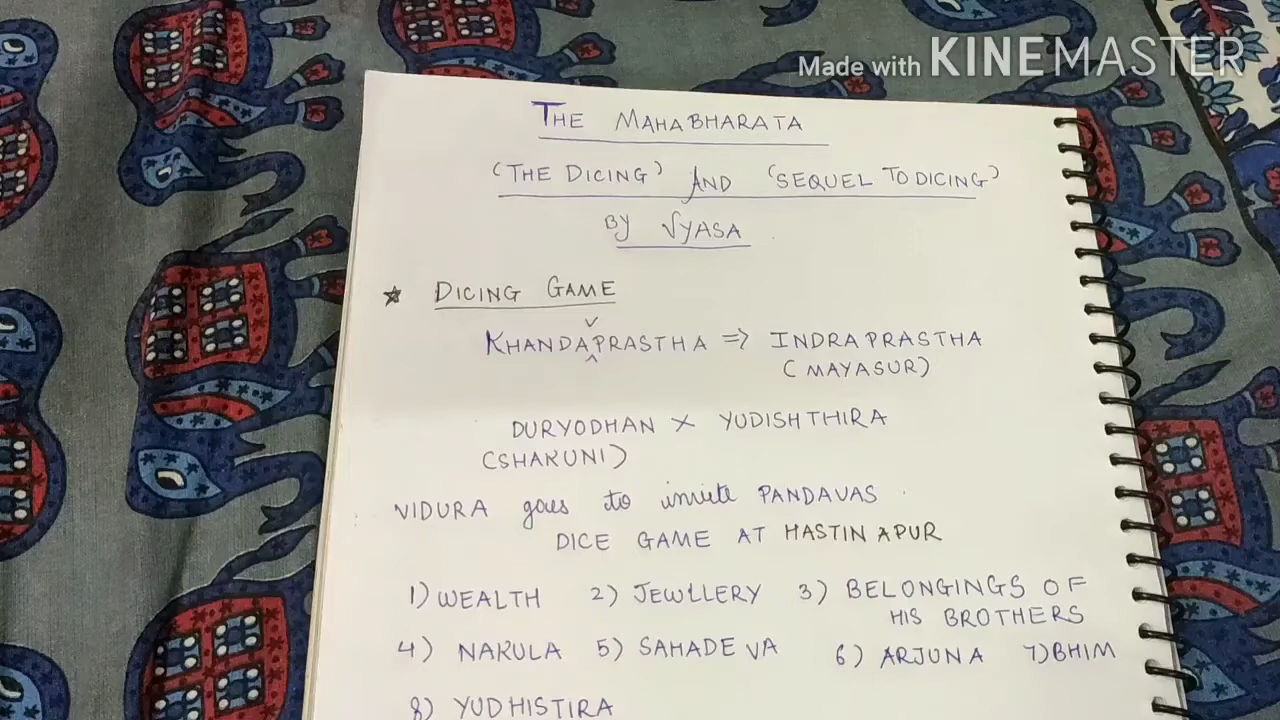 Made with KINEMASTER
THE MAHABHARATA
(THE DICING) AND (SEQUEL TO DICING)
BY VYASA
☆ DICING GAME
KHANDAPRASTHA => INDRAPRASTHA
(MAYASUR)
DURYODHAN X YUDISHTHIRA
(SHAKUNI)
VIDURA goes to invite PANDAVAS
DICE GAME AT HASTINAPUR
1) WEALTH 2) JEWLLERY 3) BELONGINGS OF
HIS BROTHERS
4) NAKULA 5) SAHADEVA 6) ARJUNA 7) BHIM
8) YUDHISTIRA